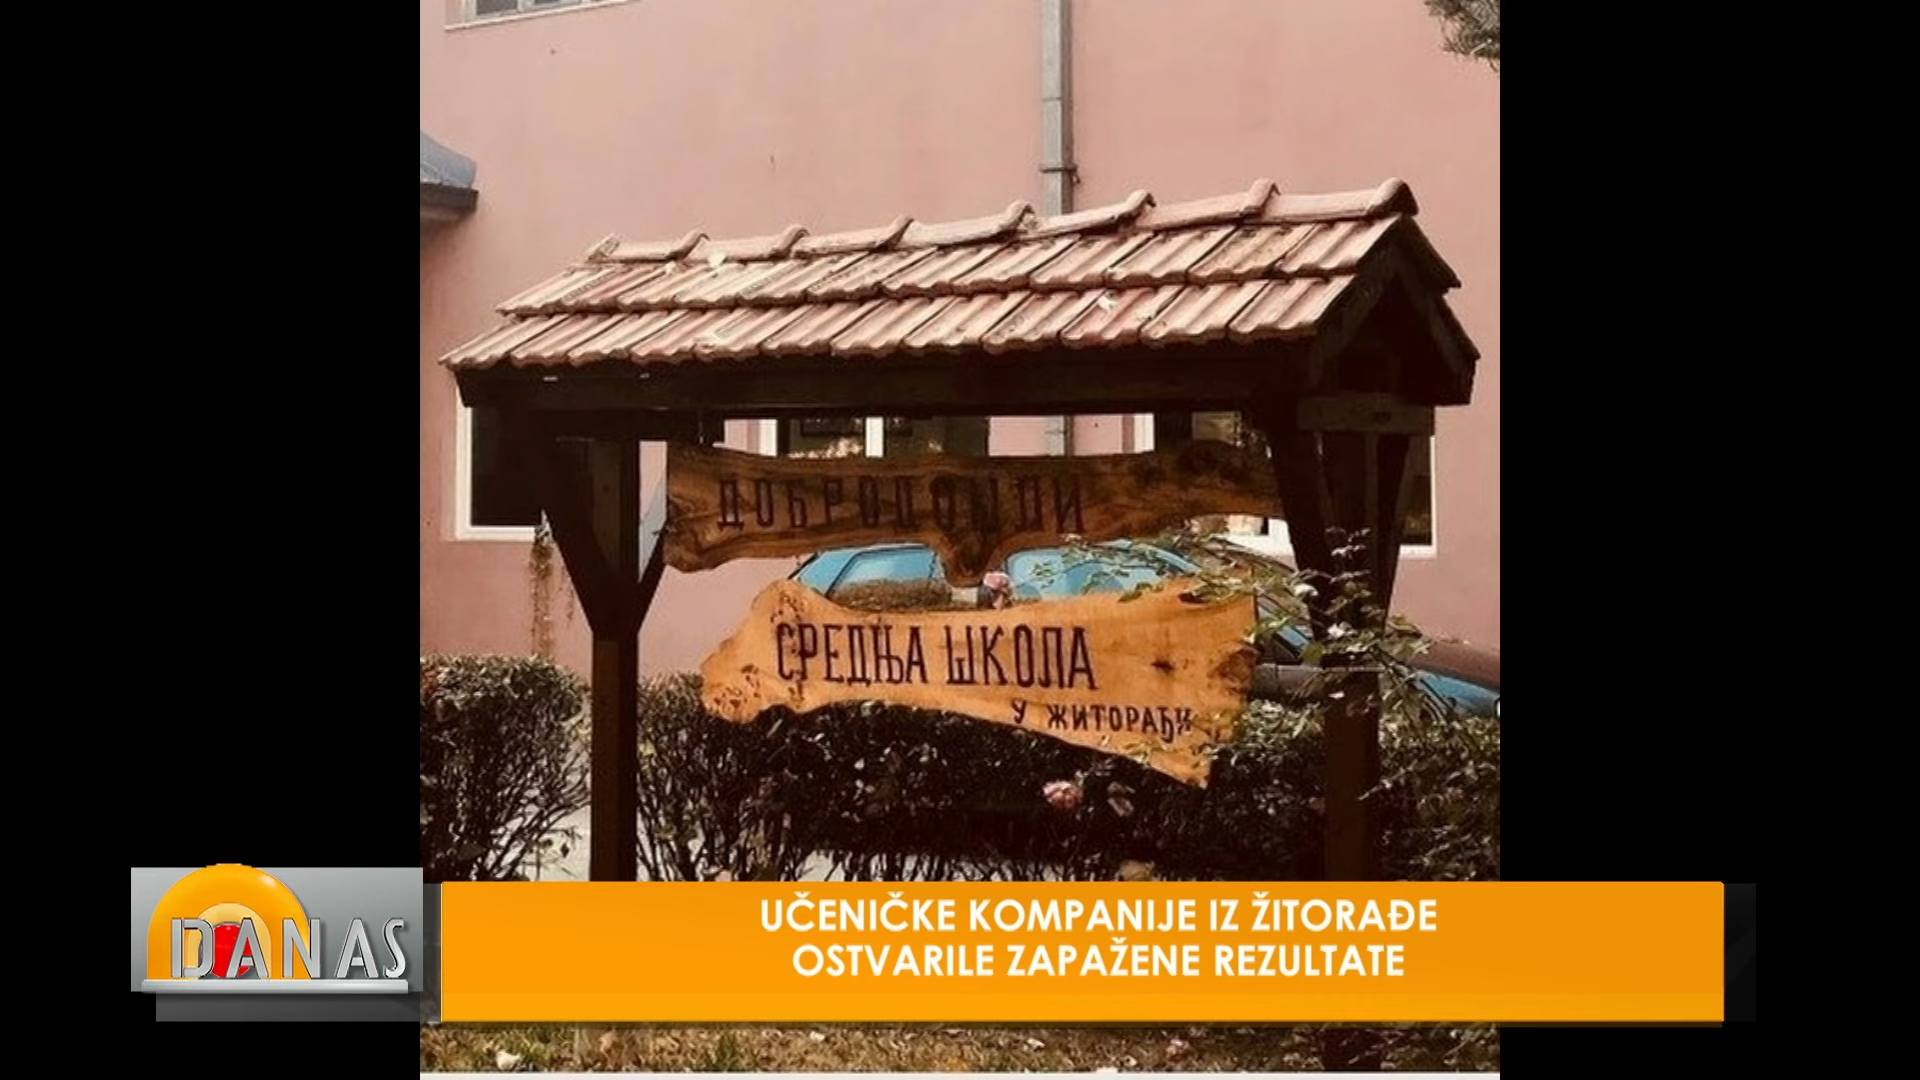 ДОБРОДОШЛИ
СРЕДЊА ШКОЛА
У ЖИТОРАЂИ
DANAS
UČENIČKE KOMPANIJE IZ ŽITORAĐE
OSTVARILE ZAPAŽENE REZULTATE